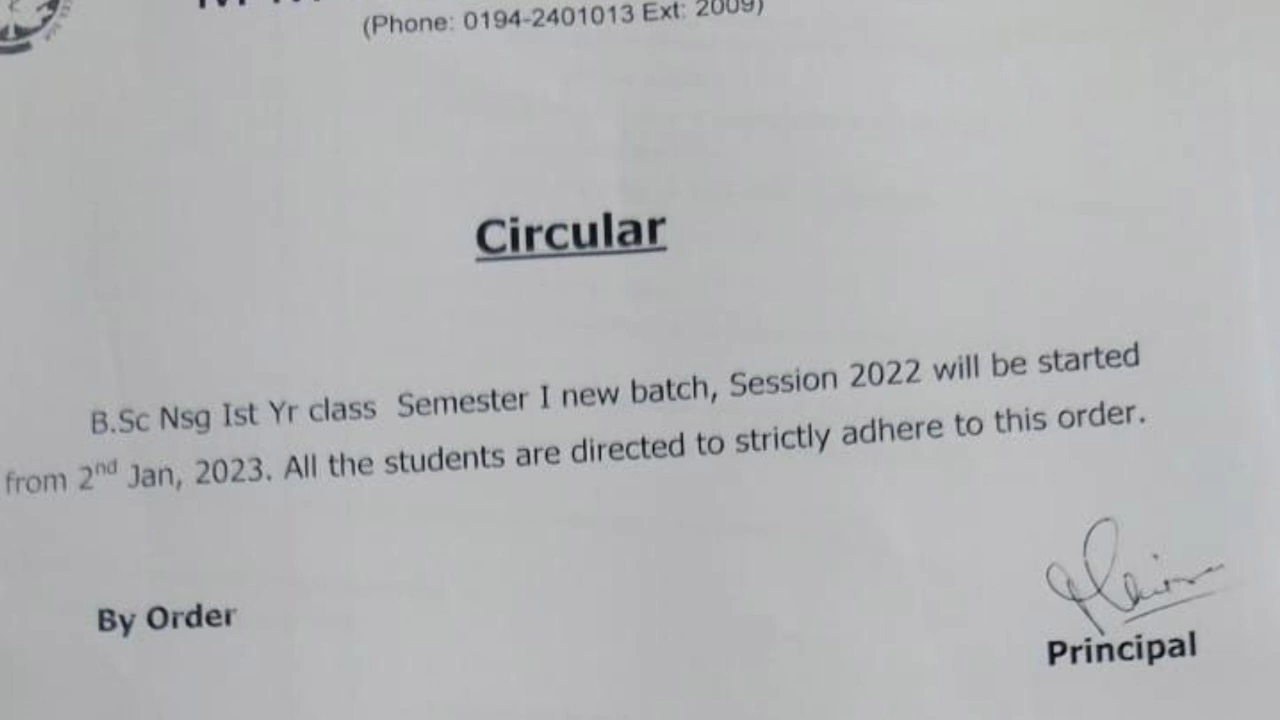 (Phone: 0194-2401013 Ext: 2009)
Circular
B.Sc Nsg Ist Yr class Semester I new batch, Session 2022 will be started
from 2nd Jan, 2023. All the students are directed to strictly adhere to this order.
By Order
Principal